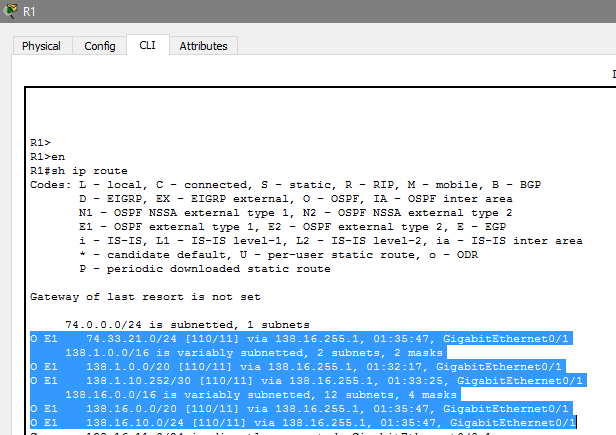 R1
Physical Config CLI Attributes
R1>
R1>en
R1#sh ip route
Codes: L - local, C - connected, S - static, R - RIP, M - mobile, B - BGP
D - EIGRP, EX - EIGRP external, O - OSPF, IA - OSPF inter area
N1 - OSPF NSSA external type 1, N2 - OSPF NSSA external type 2
E1 - OSPF external type 1, E2 - OSPF external type 2, E - EGP
i - IS-IS, L1 - IS-IS level-1, L2 - IS-IS level-2, ia - IS-IS inter area
* - candidate default, U - per-user static route, o - ODR
P - periodic downloaded static route
Gateway of last resort is not set
74.0.0.0/24 is subnetted, 1 subnets
O E1 74.33.21.0/24 [110/11] via 138.16.255.1, 01:35:47, GigabitEthernet0/1
138.1.0.0/16 is variably subnetted, 2 subnets, 2 masks
O E1 138.1.0.0/20 [110/11] via 138.16.255.1, 01:32:17, GigabitEthernet0/1
O E1 138.1.10.252/30 [110/11] via 138.16.255.1, 01:33:25, GigabitEthernet0/1
138.16.0.0/16 is variably subnetted, 12 subnets, 4 masks
O E1 138.16.0.0/20 [110/11] via 138.16.255.1, 01:35:47, GigabitEthernet0/1
O E1 138.16.10.0/24 [110/11] via 138.16.255.1, 01:35:47, GigabitEthernet0/1